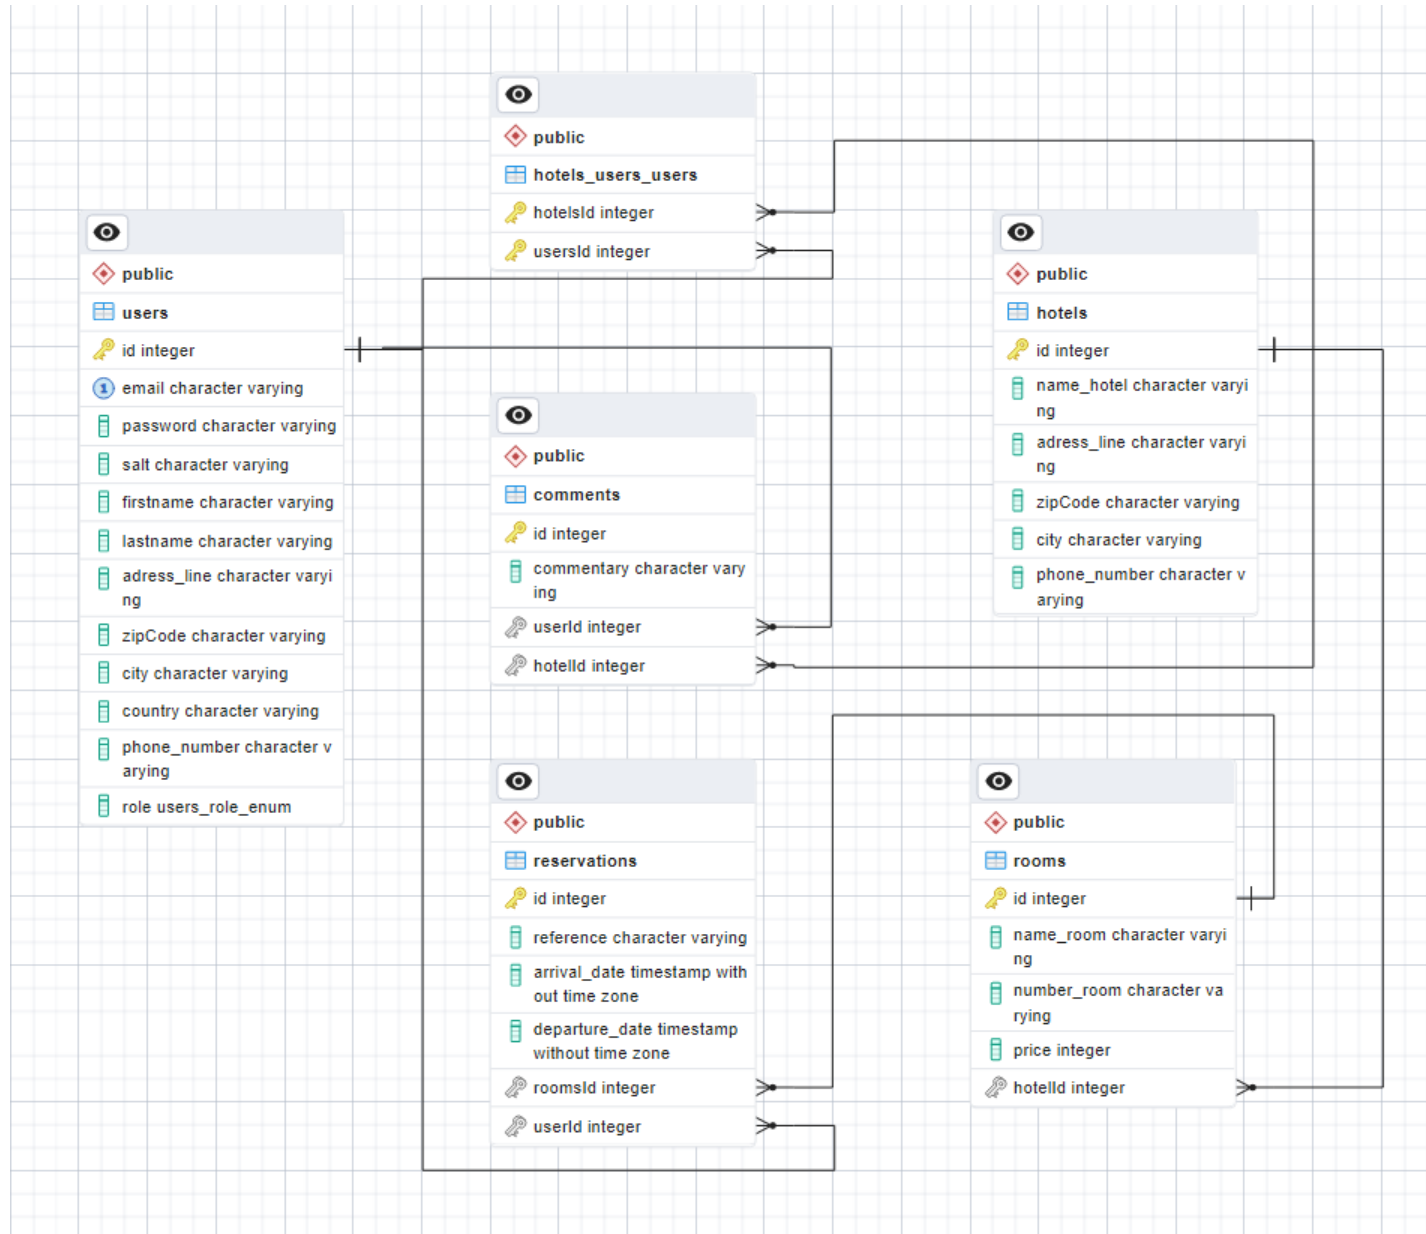 public
hotels_users_users
hotelsId integer
usersId integer
public
users
id integer
1
email character varying
password character varying
salt character varying
firstname character varying
lastname character varying
adress_line character varyi
ng
zipCode character varying
city character varying
country character varying
phone_number character v
arying
role users_role_enum
public
comments
id integer
commentary character vary
ing
userId integer
hotelId integer
public
hotels
id integer
name_hotel character varyi
ng
adress_line character varyi
ng
zipCode character varying
city character varying
phone_number character v
arying
public
reservations
id integer
reference character varying
arrival_date timestamp with
out time zone
departure_date timestamp
without time zone
roomsId integer
userId integer
public
rooms
id integer
name_room character varyi
ng
number_room character va
rying
price integer
hotelId integer